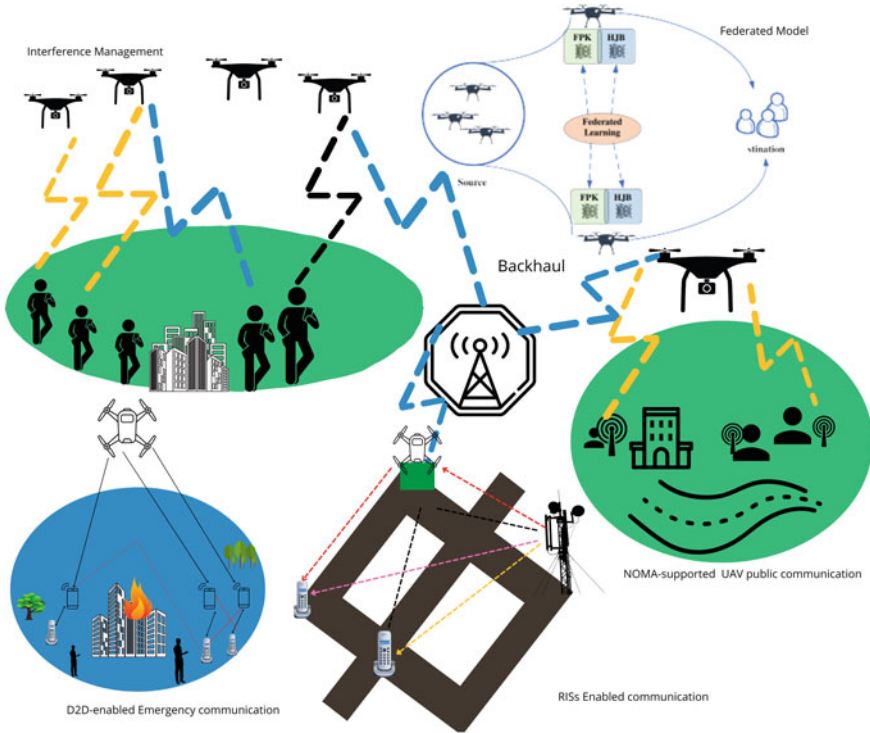 Interference Management
Federated Model
FPK HJB
Federated
Learning
stination
Source
FPK HJB
Backhaul
NOMA-supported UAV public communication
RISs Enabled communication
D2D-enabled Emergency communication